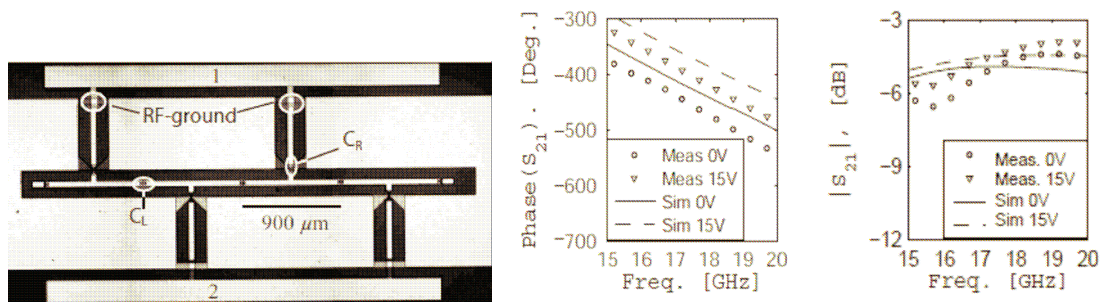 1
RF-ground
C_R
C_L
900 μm
2
Phase(S_21). [Deg.]
-300
-400
-500
-600
-700
Meas 0V
Meas 15V
Sim 0V
Sim 15V
15 16 17 18 19 20
Freq. [GHz]
|S_21|, [dB]
-3
-6
-9
-12
Meas. 0V
Meas. 15V
Sim 0V
Sim 15V
15 16 17 18 19 20
Freq. [GHz]